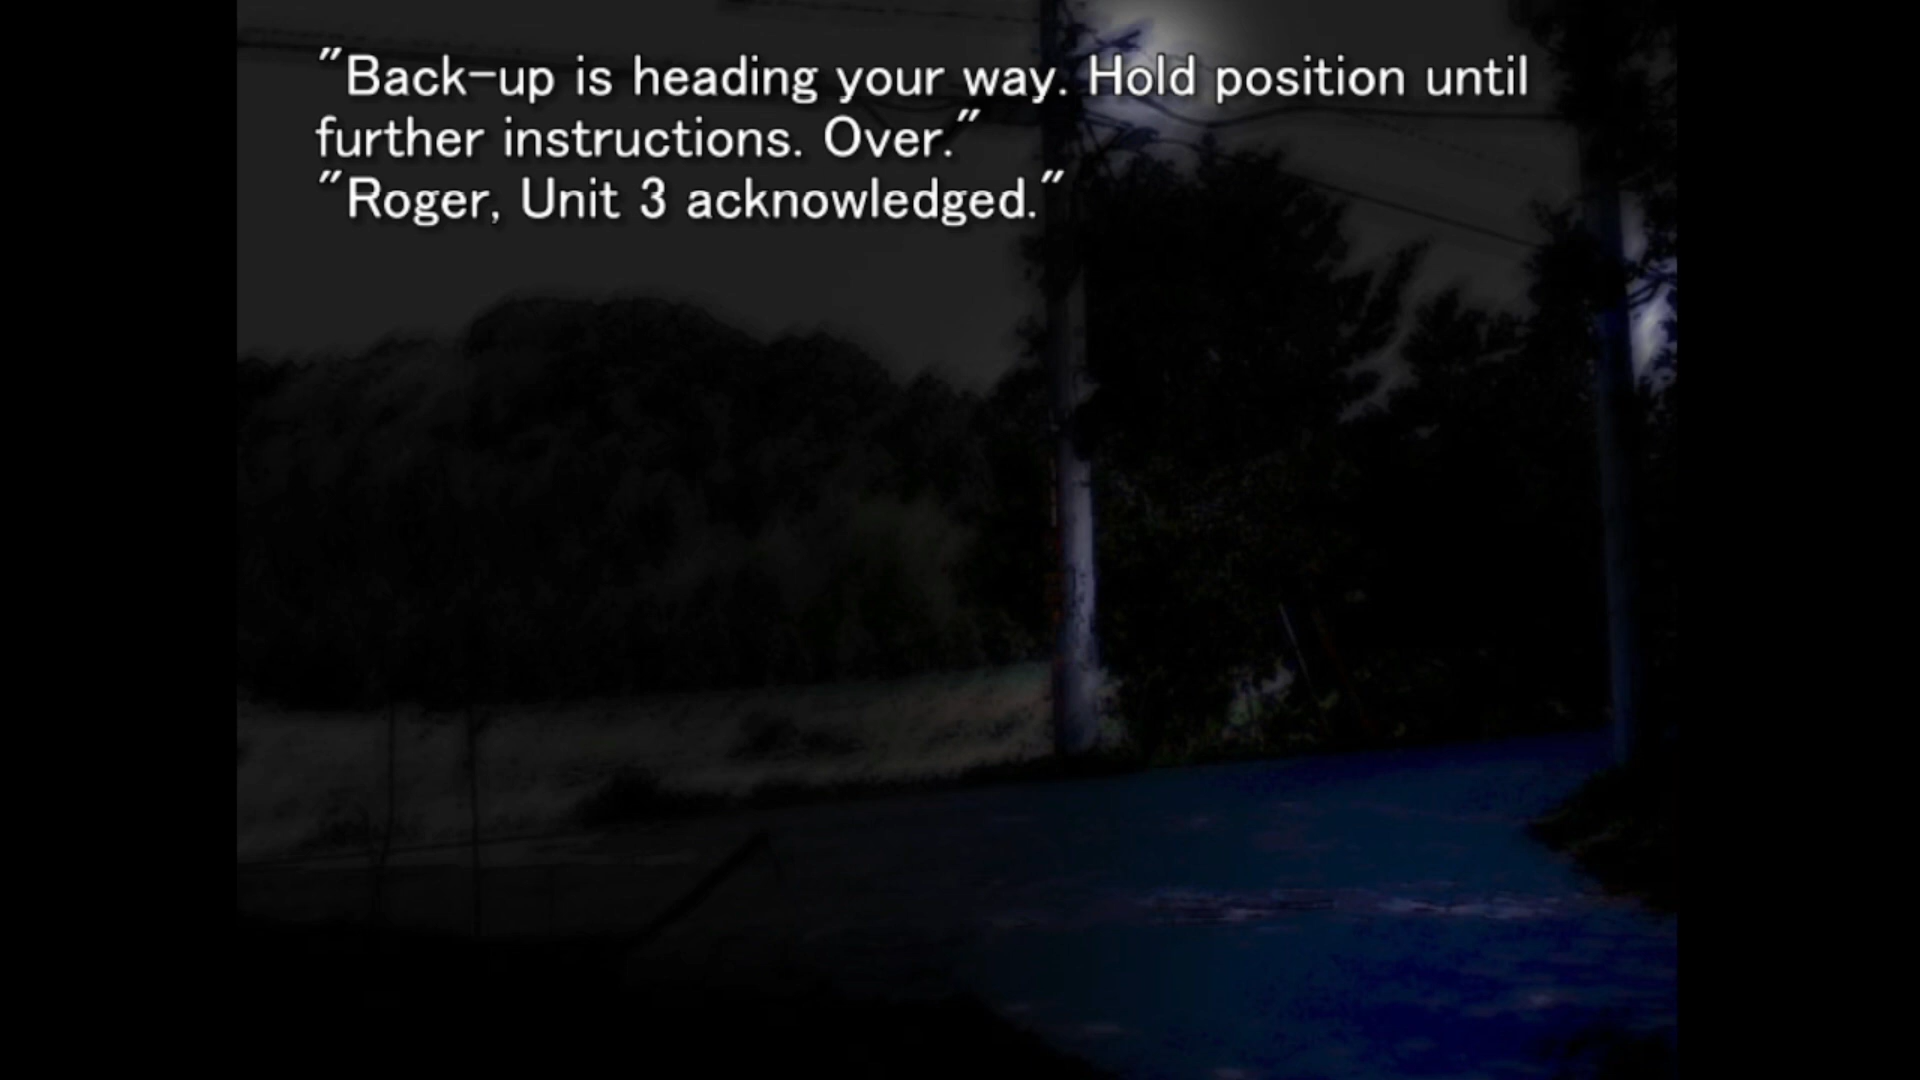 "Back-up is heading your way. Hold position until
further instructions. Over."
"Roger, Unit 3 acknowledged."